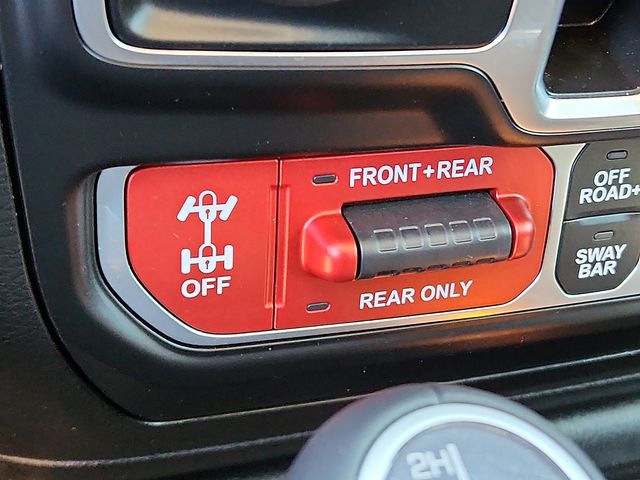 FRONT+REAR
OFF
REAR ONLY
OFF
ROAD+
SWAY
BAR
2H